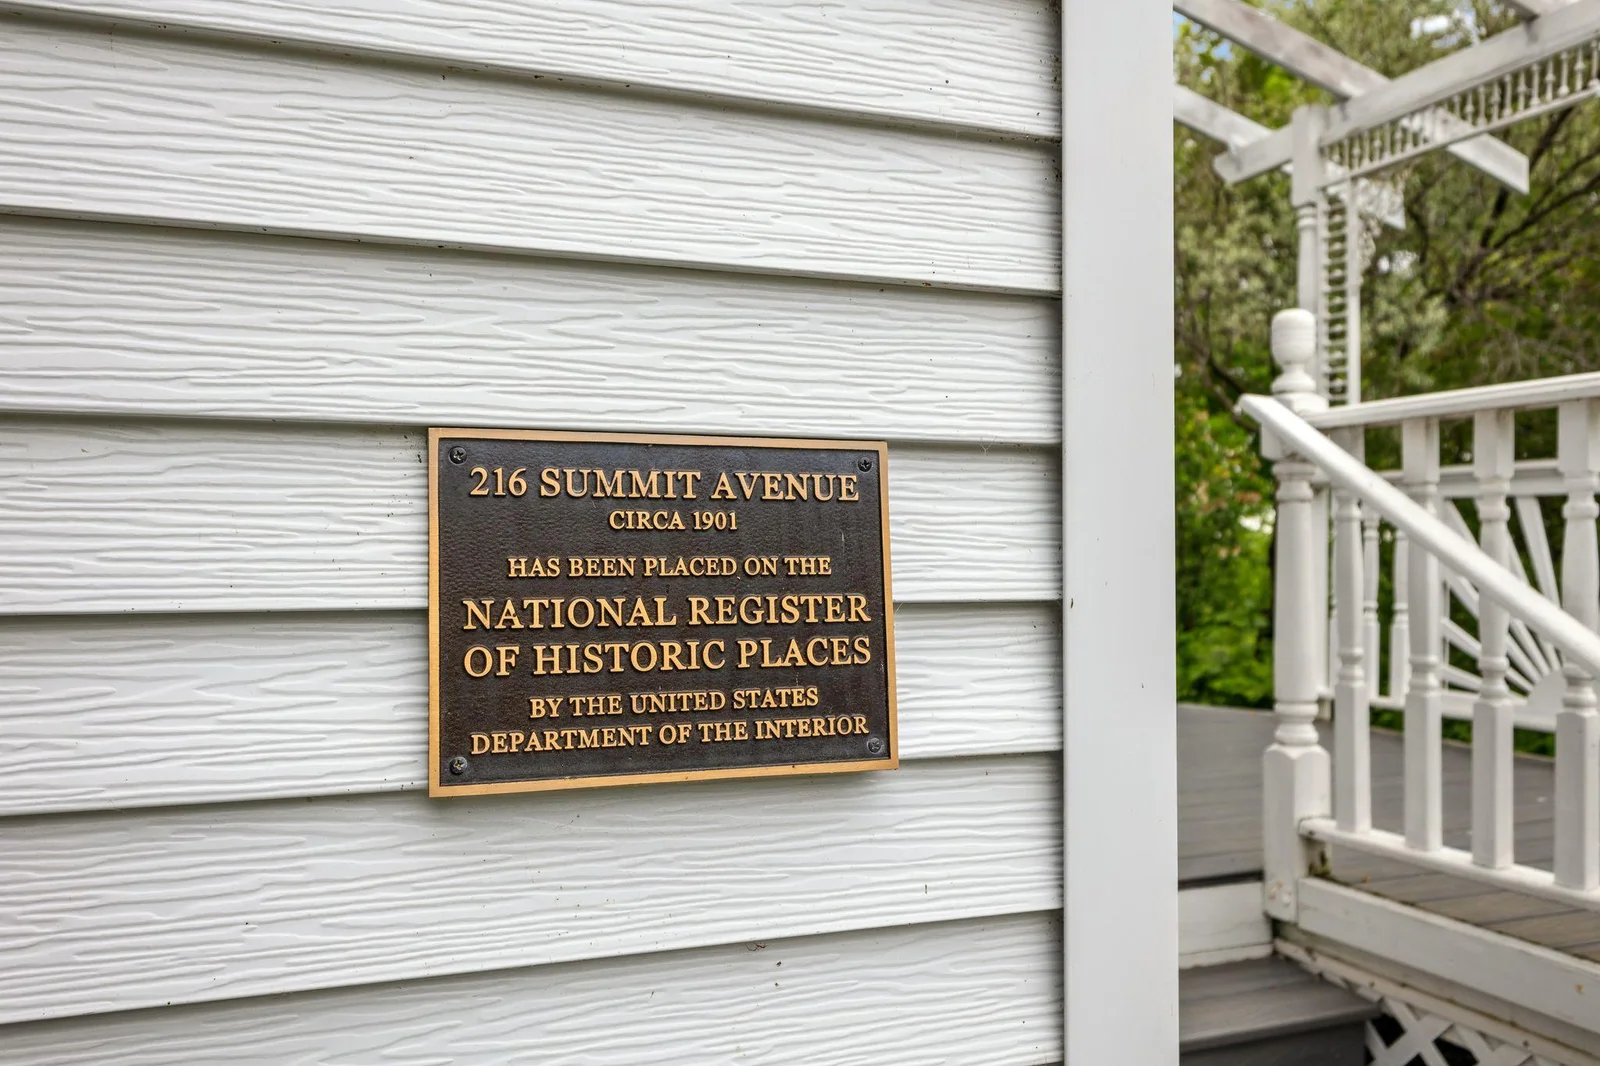 216 SUMMIT AVENUE
CIRCA 1901
HAS BEEN PLACED ON THE
NATIONAL REGISTER
OF HISTORIC PLACES
BY THE UNITED STATES
DEPARTMENT OF THE INTERIOR